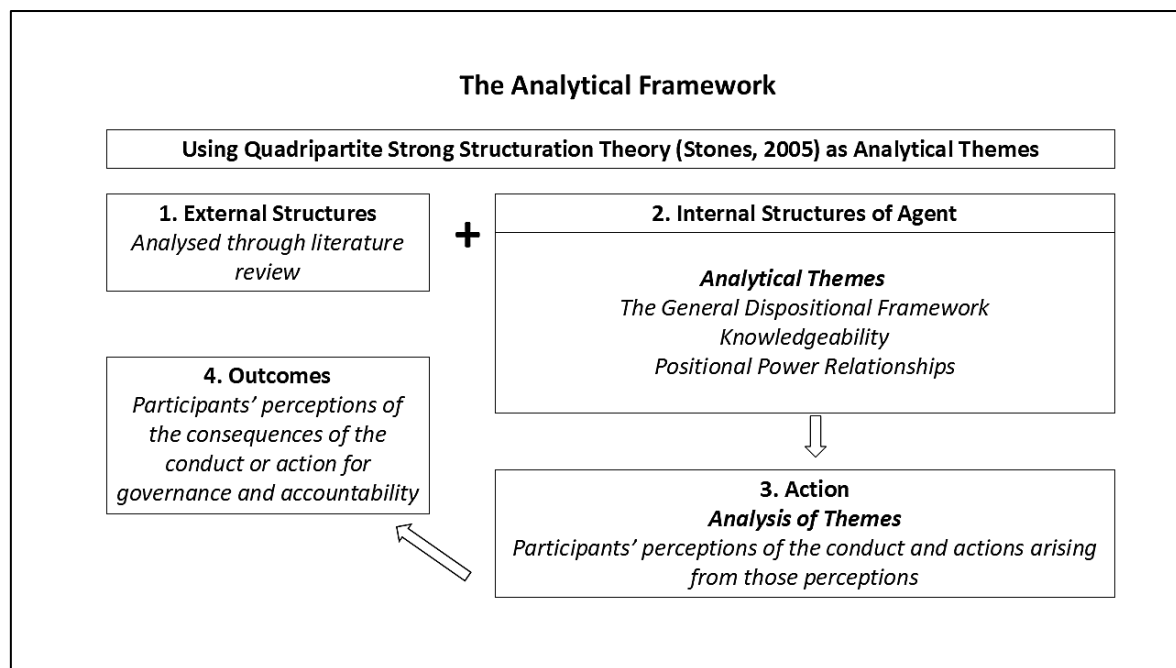 The Analytical Framework
Using Quadripartite Strong Structuration Theory (Stones, 2005) as Analytical Themes
1. External Structures
Analysed through literature
review
+
2. Internal Structures of Agent
Analytical Themes
The General Dispositional Framework
Knowledgeability
Positional Power Relationships
3. Action
Analysis of Themes
Participants’ perceptions of the conduct and actions arising
from those perceptions
4. Outcomes
Participants’ perceptions of
the consequences of the
conduct or action for
governance and accountability